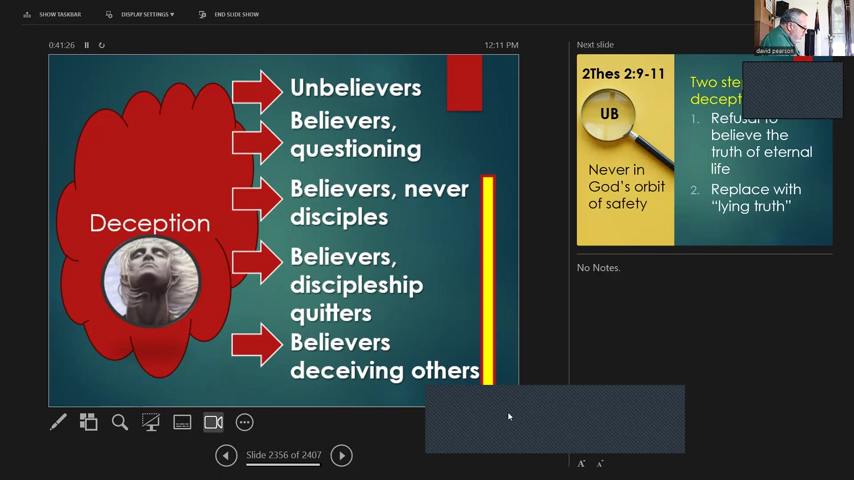 SHOW TASKBAR
DISPLAY SETTINGS ▼
END SLIDE SHOW
0:41:26
12:11 PM
Deception
Unbelievers
Believers,
questioning
Believers, never
disciples
Believers,
discipleship
quitters
Believers
deceiving others
Slide 2356 of 2407
david pearson
Next slide
2Thes 2:9-11
UB
Never in
God's orbit
of safety
Two
1. Refusal to
believe the
truth of eternal
life
2. Replace with
"lying truth"
No Notes.
A A